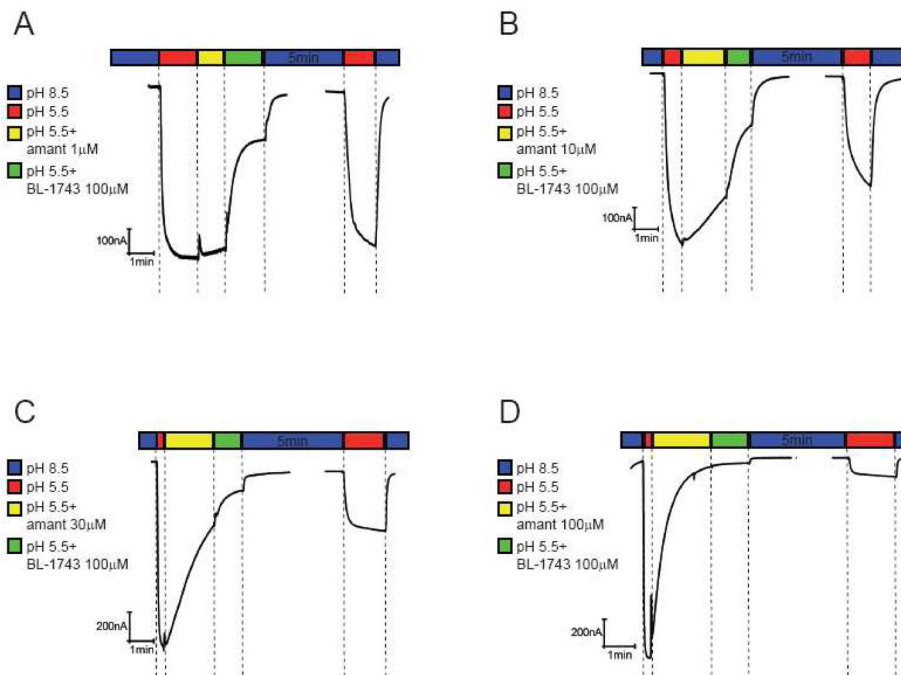 A
5min
pH 8.5
pH 5.5
pH 5.5+
amant 1μM
pH 5.5+
BL-1743 100μM
100nA
1min
B
5min
pH 8.5
pH 5.5
pH 5.5+
amant 10μM
pH 5.5+
BL-1743 100μM
100nA
1min
C
5min
pH 8.5
pH 5.5
pH 5.5+
amant 30μM
pH 5.5+
BL-1743 100μM
200nA
1min
D
5min
pH 8.5
pH 5.5
pH 5.5+
amant 100μM
pH 5.5+
BL-1743 100μM
200nA
1min